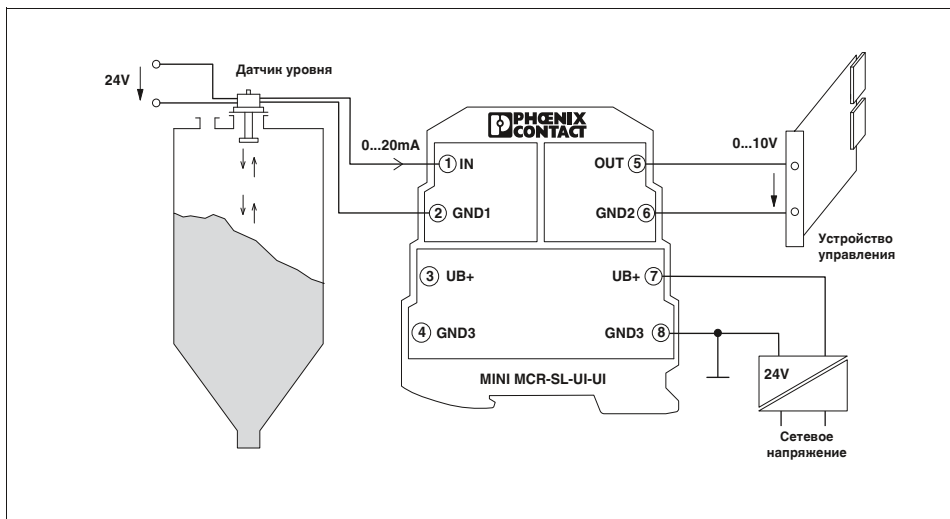 24V
Датчик уровня
PHŒNIX
CONTACT
0...20mA
0...10V
1 IN
OUT 5
2 GND1
GND2 6
Устройство
управления
3 UB+
UB+ 7
4 GND3
GND3 8
MINI MCR-SL-UI-UI
24V
Сетевое
напряжение